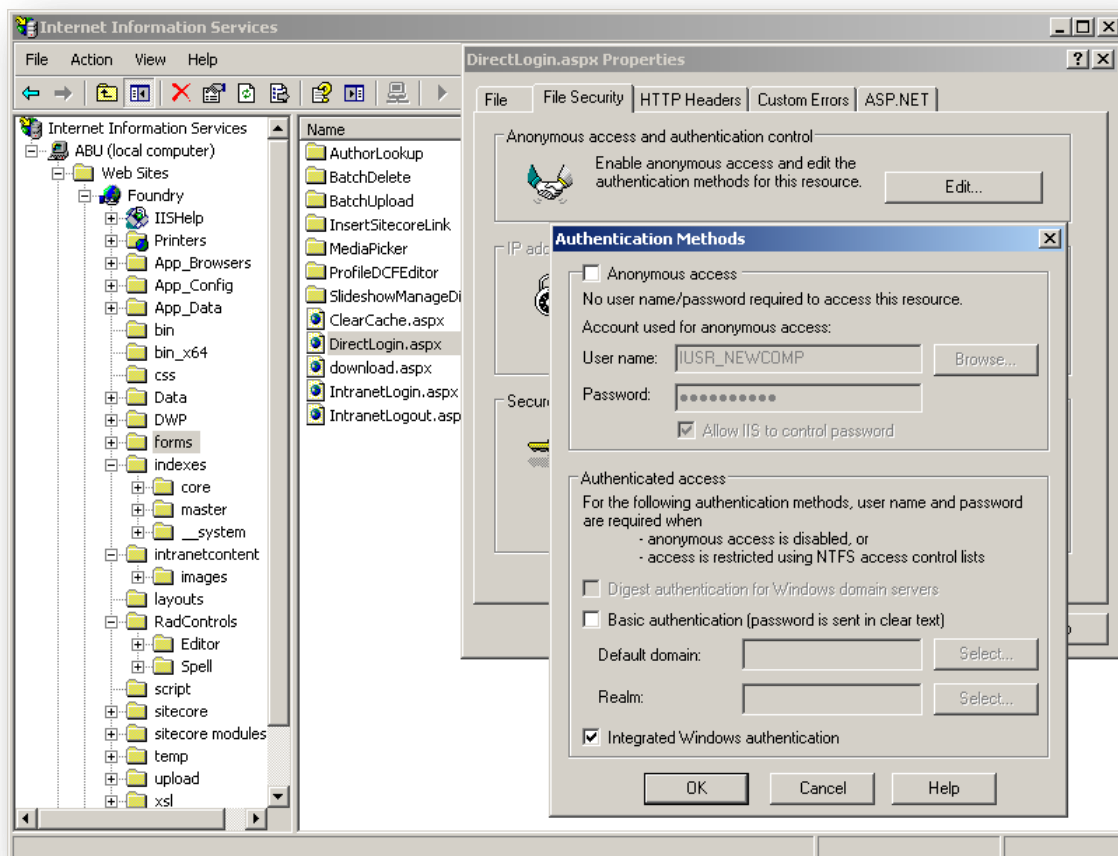 Internet Information Services
File Action View Help
Internet Information Services
ABU (local computer)
Web Sites
Foundry
IISHelp
Printers
App_Browsers
App_Config
App_Data
bin
bin_x64
css
Data
DWP
forms
indexes
core
master
__system
intranetcontent
images
layouts
RadControls
Editor
Spell
script
sitecore
sitecore modules
temp
upload
xsl
Name
AuthorLookup
BatchDelete
BatchUpload
InsertSitecoreLink
MediaPicker
ProfileDCFEditor
SlideshowManageDi
ClearCache.aspx
DirectLogin.aspx
download.aspx
IntranetLogin.aspx
IntranetLogout.asp
DirectLogin.aspx Properties
File File Security HTTP Headers Custom Errors ASP.NET
Anonymous access and authentication control
Enable anonymous access and edit the
authentication methods for this resource.
Edit...
IP add
Secur
Authentication Methods
Anonymous access
No user name/password required to access this resource.
Account used for anonymous access:
User name: IUSR_NEWCOMP Browse...
Password:
Allow IIS to control password
Authenticated access
For the following authentication methods, user name and password
are required when
- anonymous access is disabled, or
- access is restricted using NTFS access control lists
Digest authentication for Windows domain servers
Basic authentication (password is sent in clear text)
Default domain: Select...
Realm: Select...
Integrated Windows authentication
OK Cancel Help